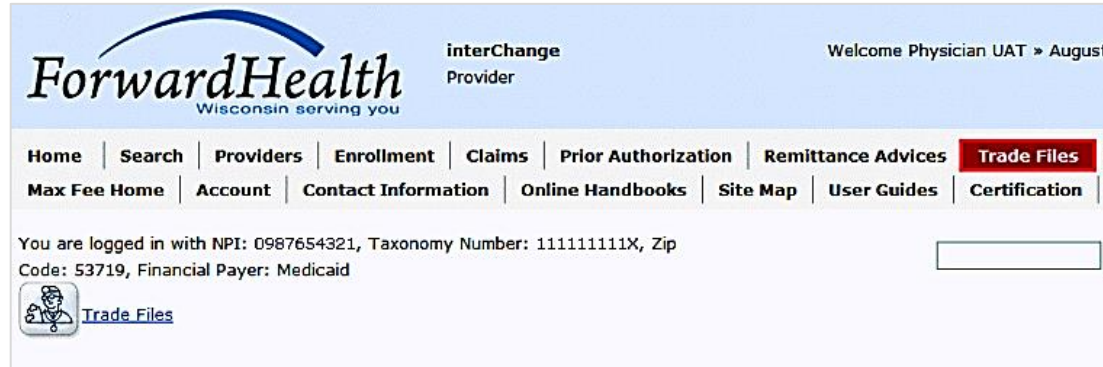 ForwardHealth
Wisconsin serving you
interChange
Provider
Welcome Physician UAT »
Home Search Providers Enrollment Claims Prior Authorization Remittance Advices Trade Files
Max Fee Home Account Contact Information Online Handbooks Site Map User Guides Certification
You are logged in with NPI: 0987654321, Taxonomy Number: 111111111X, Zip
Code: 53719, Financial Payer: Medicaid
Trade Files